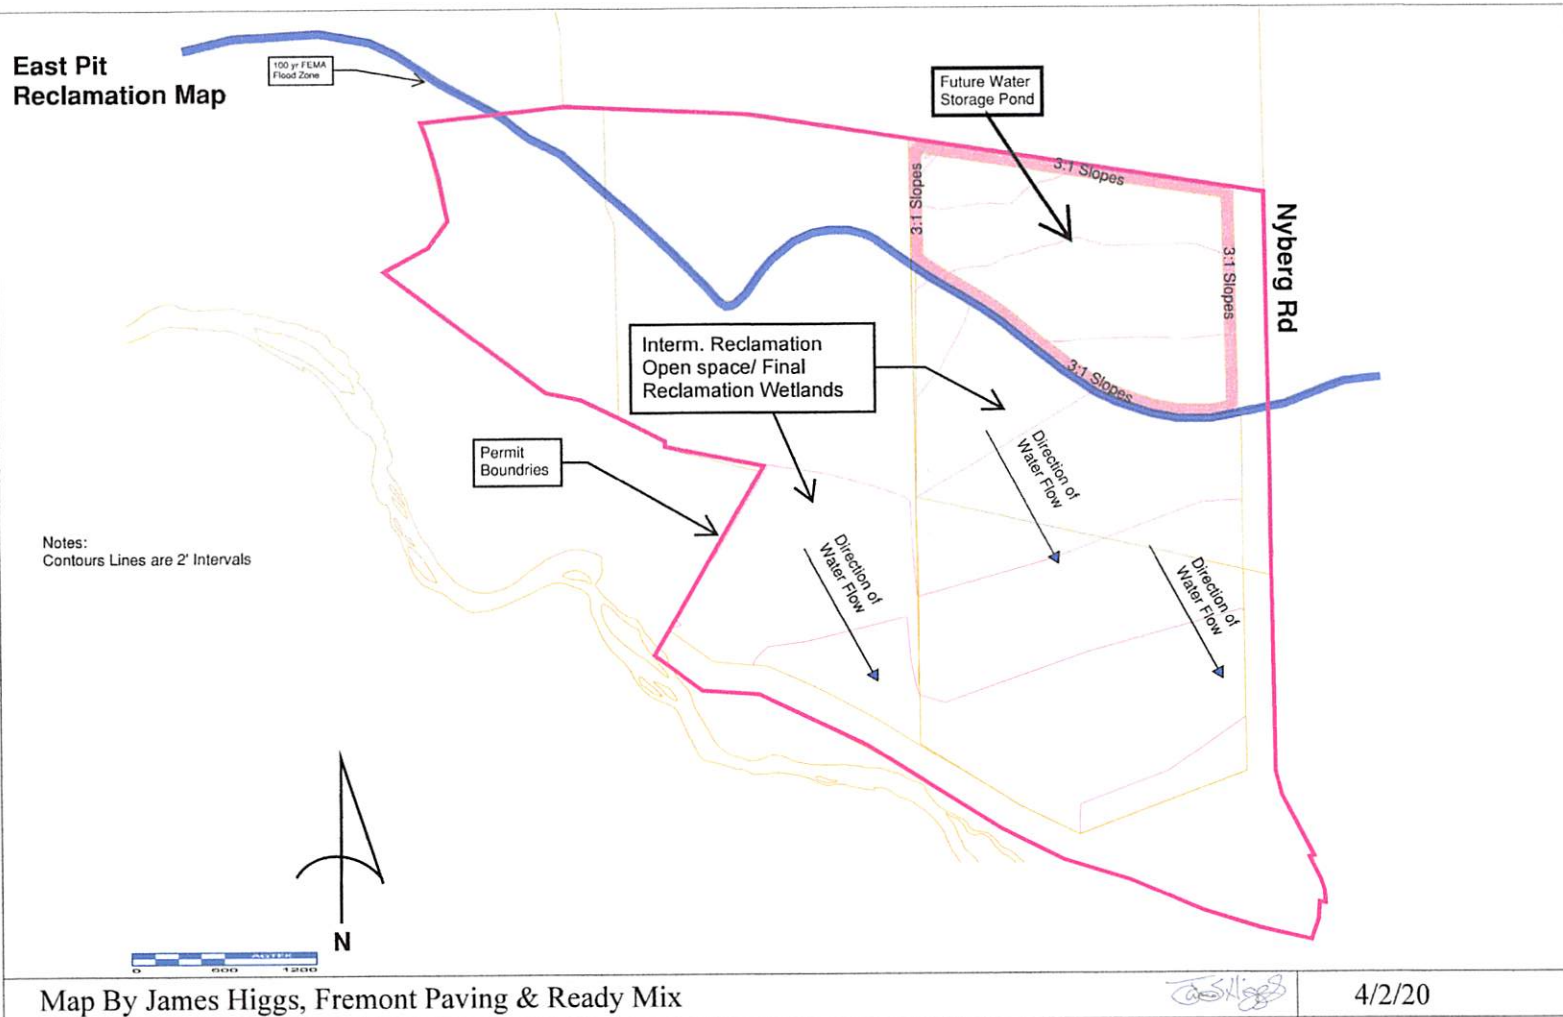 East Pit
Reclamation Map
100 yr FEMA
Flood Zone
Future Water
Storage Pond
3:1 Slopes
3:1 Slopes
3:1 Slopes
3:1 Slopes
Nyberg Rd
Interm. Reclamation
Open space/ Final
Reclamation Wetlands
Permit
Boundries
Direction of
Water Flow
Direction of
Water Flow
Direction of
Water Flow
Notes:
Contours Lines are 2' Intervals
N
AGTEK
0 600 1200
Map By James Higgs, Fremont Paving & Ready Mix
James Higgs
4/2/20